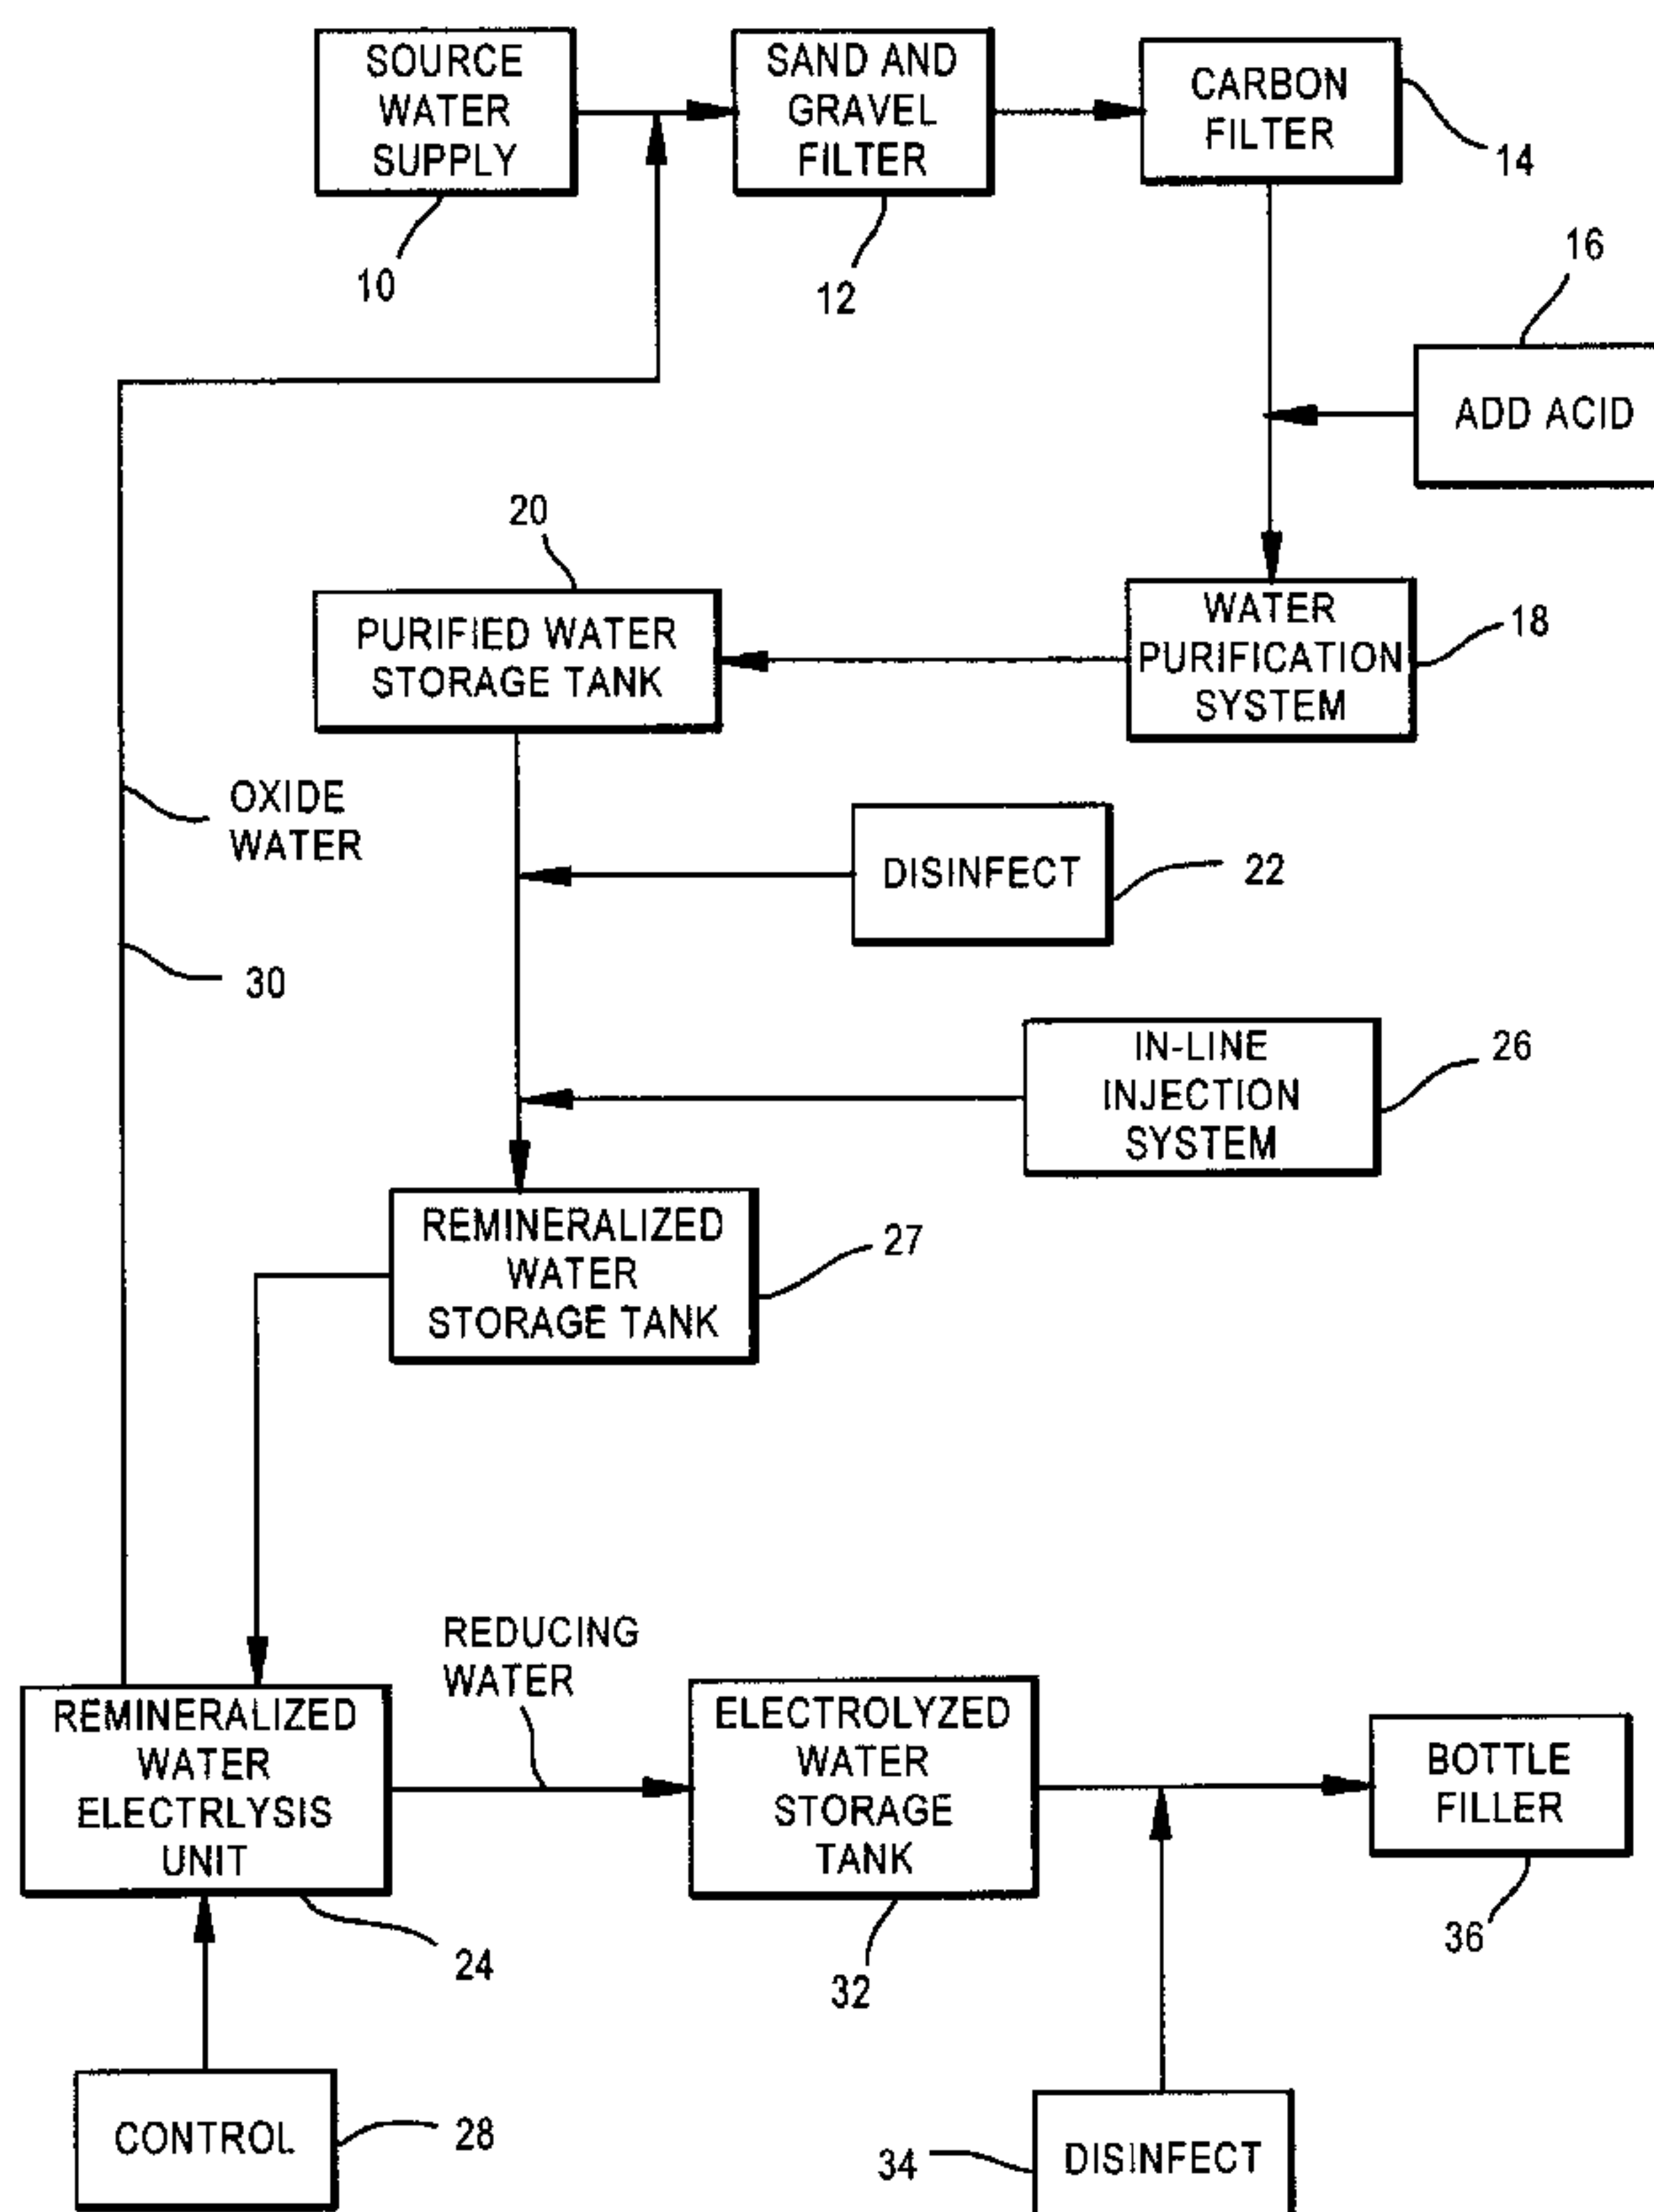 SOURCE
WATER
SUPPLY
10
SAND AND
GRAVEL
FILTER
12
CARBON
FILTER
14
16
ADD ACID
20
PURIFIED WATER
STORAGE TANK
WATER
PURIFICATION
SYSTEM
18
OXIDE
WATER
DISINFECT
22
30
IN-LINE
INJECTION
SYSTEM
26
REMINERALIZED
WATER
STORAGE TANK
27
REDUCING
WATER
REMINERALIZED
WATER
ELECTRLYSIS
UNIT
24
ELECTROLYZED
WATER
STORAGE
TANK
32
BOTTLE
FILLER
36
CONTROL
28
34
DISINFECT